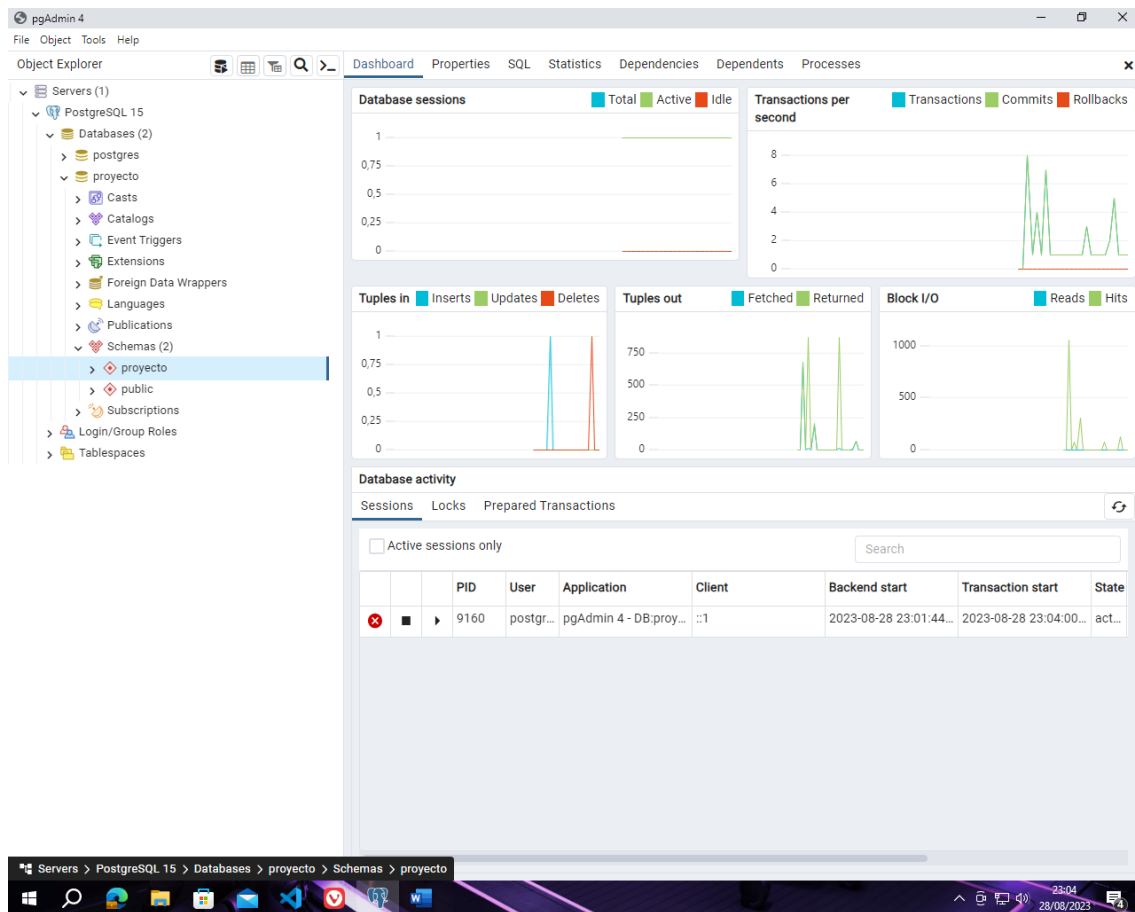 pgAdmin 4
File Object Tools Help
Object Explorer
Dashboard Properties SQL Statistics Dependencies Dependents Processes
Servers (1)
PostgreSQL 15
Databases (2)
postgres
proyecto
Casts
Catalogs
Event Triggers
Extensions
Foreign Data Wrappers
Languages
Publications
Schemas (2)
proyecto
public
Subscriptions
Login/Group Roles
Tablespaces
Database sessions Total Active Idle
1
0,75
0,5
0,25
0
Transactions per second Transactions Commits Rollbacks
8
6
4
2
0
Tuples in Inserts Updates Deletes
1
0,75
0,5
0,25
0
Tuples out Fetched Returned
750
500
250
0
Block I/O Reads Hits
1000
500
0
Database activity
Sessions Locks Prepared Transactions
Active sessions only
Search
PID User Application Client Backend start Transaction start State
9160 postgr... pgAdmin 4 - DB:proy... ::1 2023-08-28 23:01:44... 2023-08-28 23:04:00... act...
Servers > PostgreSQL 15 > Databases > proyecto > Schemas > proyecto
23:04
28/08/2023
4